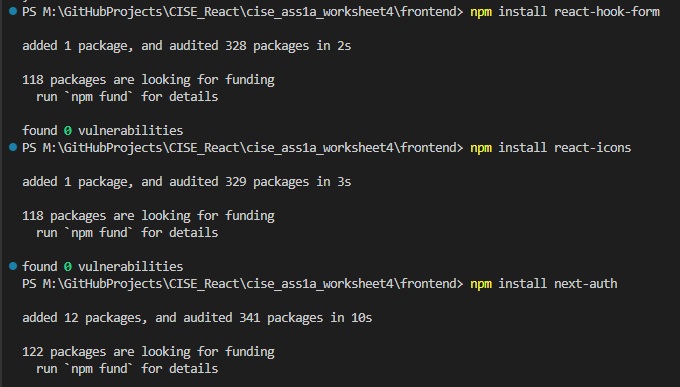 PS M:\GitHubProjects\CISE_React\cise_ass1a_worksheet4\frontend> npm install react-hook-form
added 1 package, and audited 328 packages in 2s
118 packages are looking for funding
run `npm fund` for details
found 0 vulnerabilities
PS M:\GitHubProjects\CISE_React\cise_ass1a_worksheet4\frontend> npm install react-icons
added 1 package, and audited 329 packages in 3s
118 packages are looking for funding
run `npm fund` for details
found 0 vulnerabilities
PS M:\GitHubProjects\CISE_React\cise_ass1a_worksheet4\frontend> npm install next-auth
added 12 packages, and audited 341 packages in 10s
122 packages are looking for funding
run `npm fund` for details